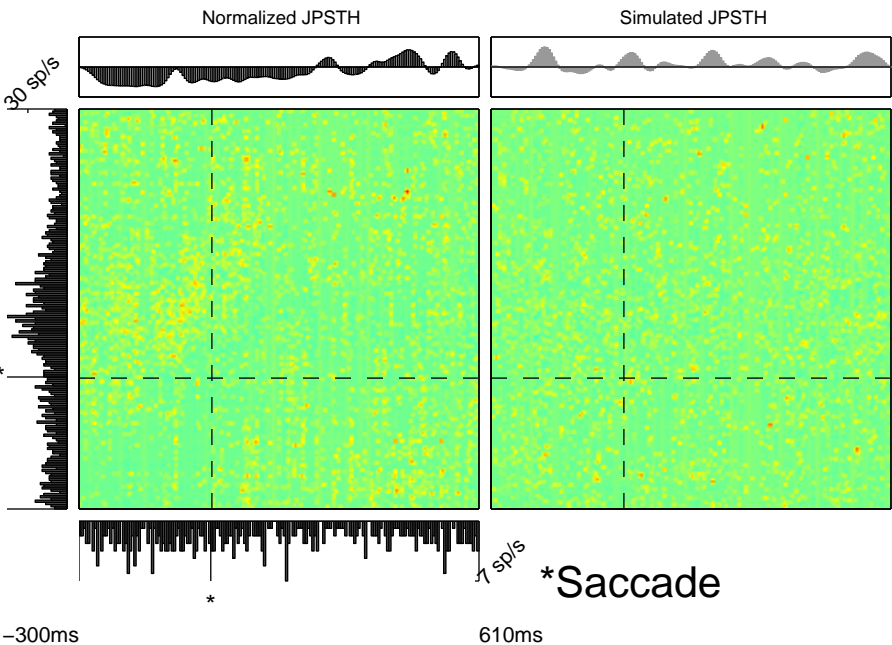 Normalized JPSTH
Simulated JPSTH
30 sp/s
*
7 sp/s
*Saccade
*
−300ms
610ms